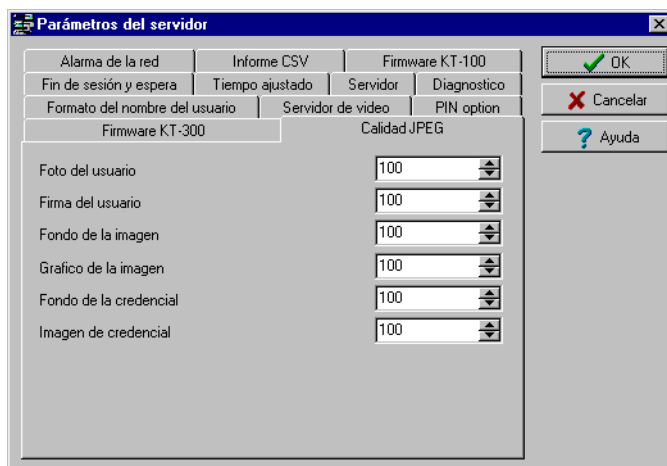 Parámetros del servidor
Alarma de la red Informe CSV Firmware KT-100
Fin de sesión y espera Tiempo ajustado Servidor Diagnostico
Formato del nombre del usuario Servidor de video PIN option
Firmware KT-300 Calidad JPEG
OK
Cancelar
Ayuda
Foto del usuario 100
Firma del usuario 100
Fondo de la imagen 100
Grafico de la imagen 100
Fondo de la credencial 100
Imagen de credencial 100